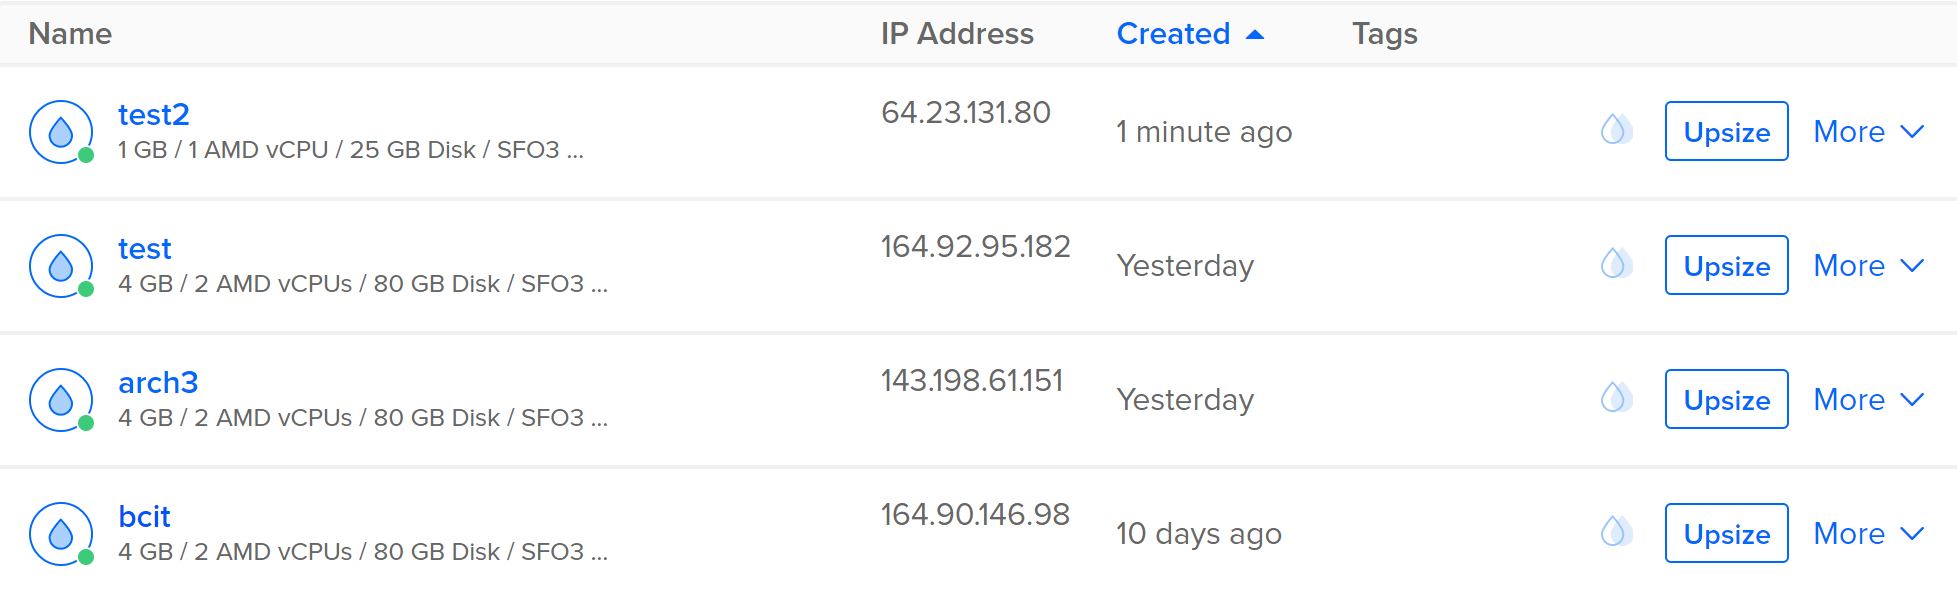 Name IP Address Created Tags
test2 64.23.131.80
1 GB / 1 AMD vCPU / 25 GB Disk / SFO3 ... 1 minute ago Upsize More
test 164.92.95.182
4 GB / 2 AMD vCPUs / 80 GB Disk / SFO3 ... Yesterday Upsize More
arch3 143.198.61.151
4 GB / 2 AMD vCPUs / 80 GB Disk / SFO3 ... Yesterday Upsize More
bcit 164.90.146.98
4 GB / 2 AMD vCPUs / 80 GB Disk / SFO3 ... 10 days ago Upsize More